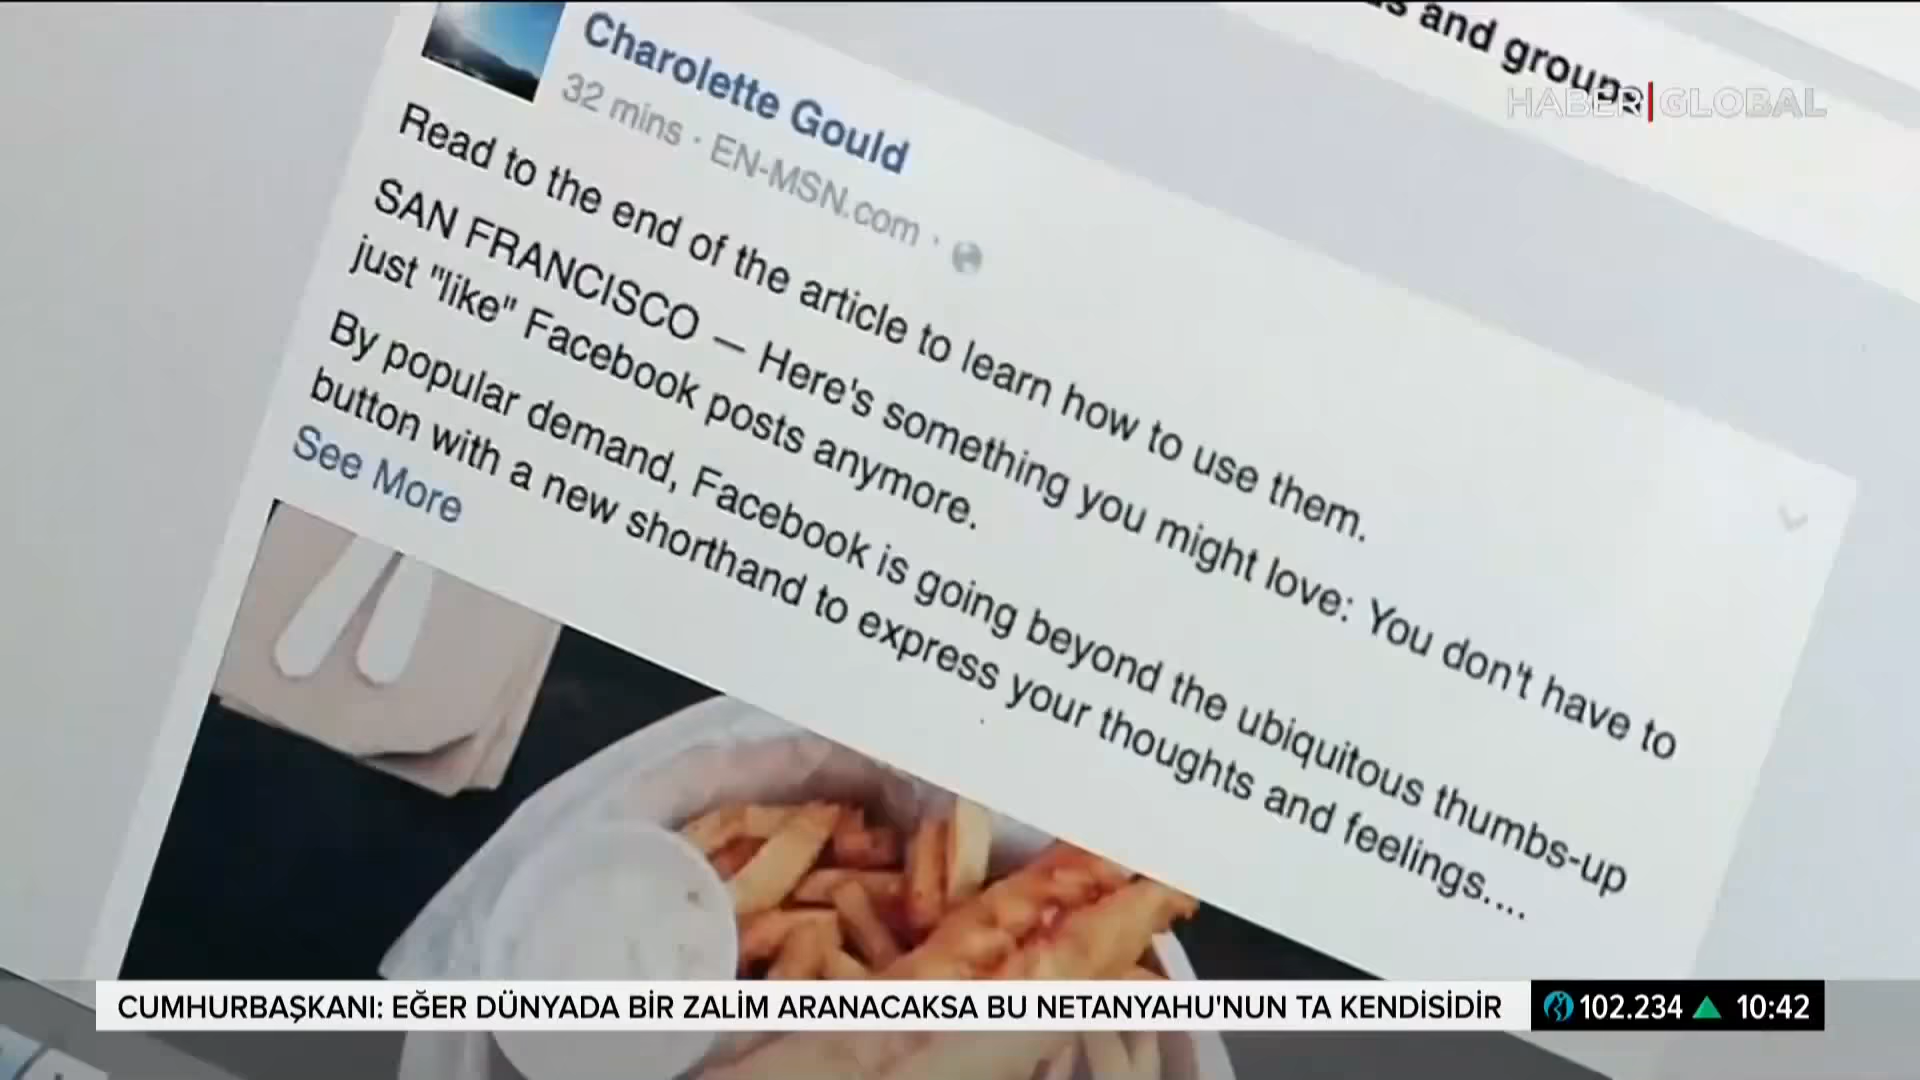 s and groups
HABER GLOBAL
Charolette Gould
32 mins · EN-MSN.com ·
Read to the end of the article to learn how to use them.
SAN FRANCISCO — Here's something you might love: You don't have to
just "like" Facebook posts anymore.
By popular demand, Facebook is going beyond the ubiquitous thumbs-up
button with a new shorthand to express your thoughts and feelings....
See More
CUMHURBAŞKANI: EĞER DÜNYADA BİR ZALİM ARANACAKSA BU NETANYAHU'NUN TA KENDİSİDİR
102.234 ▲ 10:42